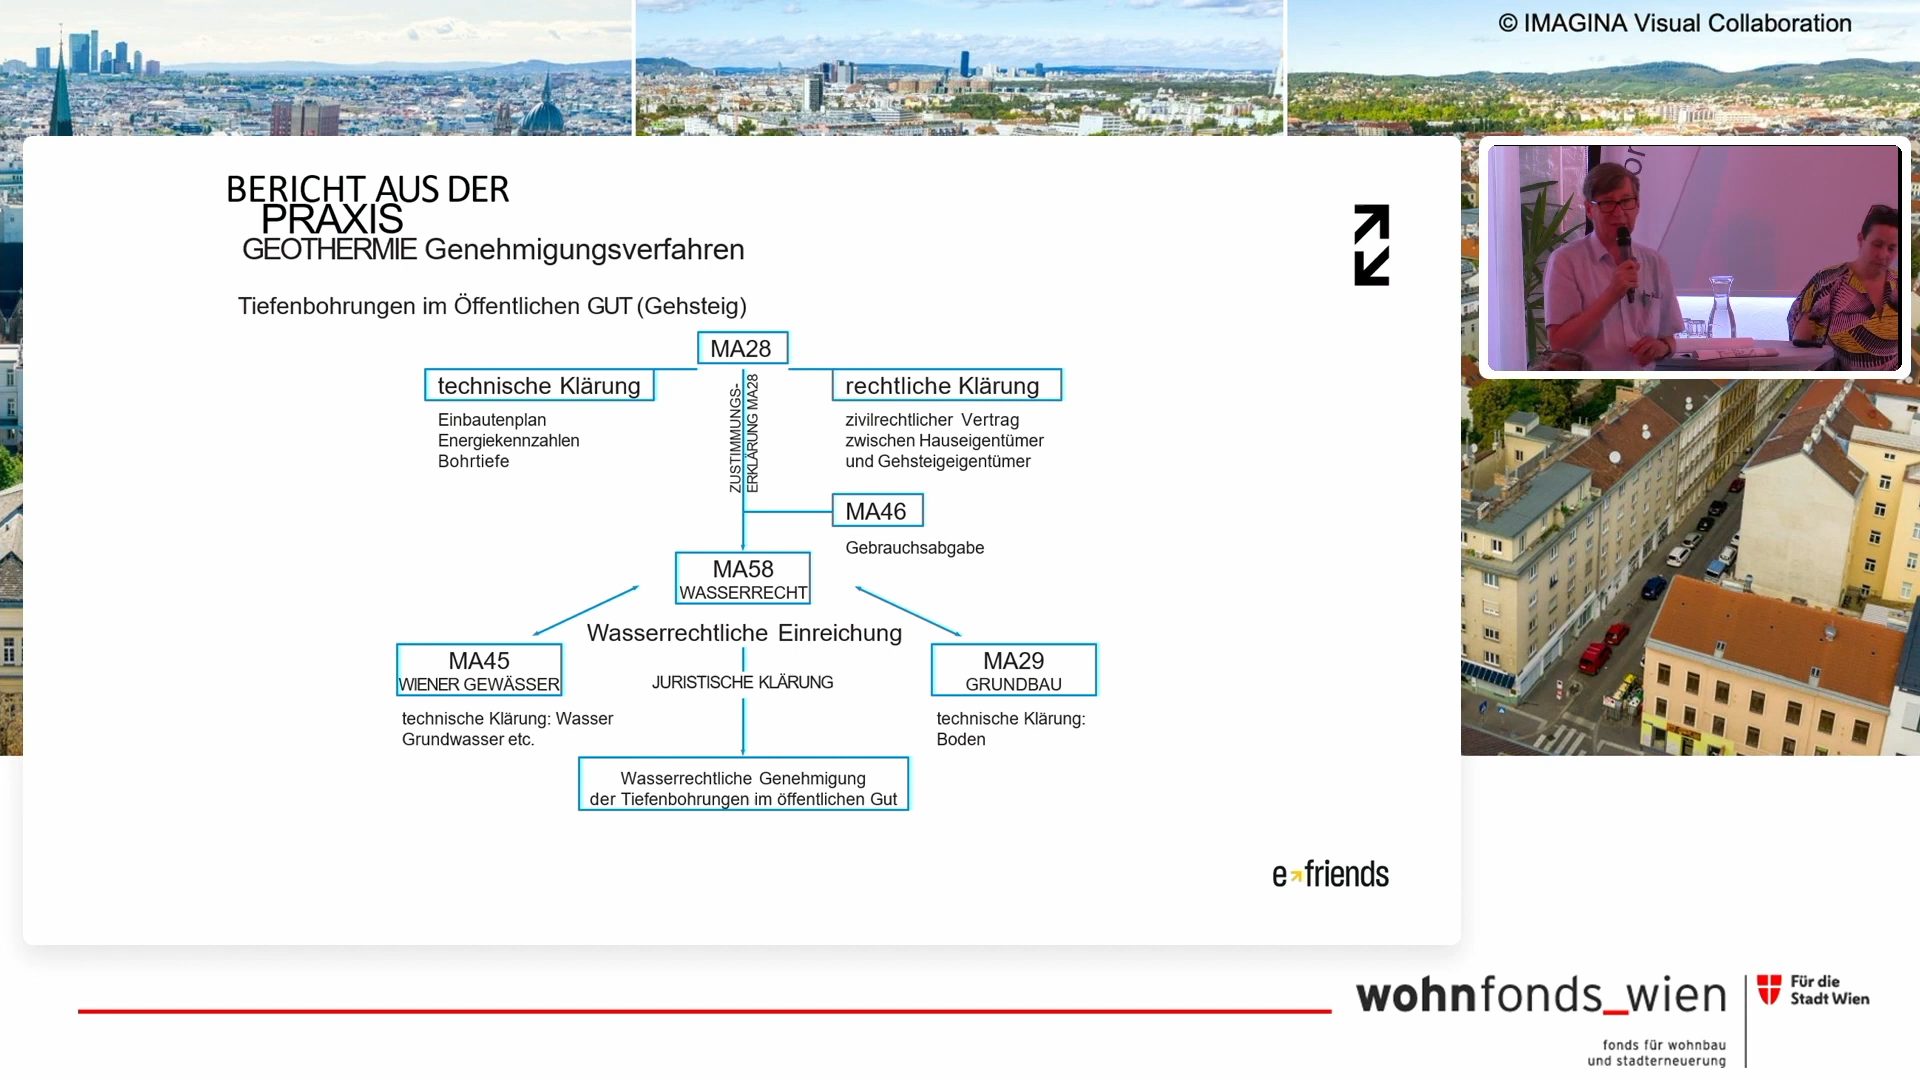 © IMAGINA Visual Collaboration
BERICHT AUS DER
PRAXIS
GEOTHERMIE Genehmigungsverfahren
Tiefenbohrungen im Öffentlichen GUT (Gehsteig)
MA28
technische Klärung
rechtliche Klärung
Einbautenplan
Energiekennzahlen
Bohrtiefe
ZUSTIMMUNGS-
ERKLÄRUNG MA28
zivilrechtlicher Vertrag
zwischen Hauseigentümer
und Gehsteigeigentümer
MA46
Gebrauchsabgabe
MA58
WASSERRECHT
Wasserrechtliche Einreichung
MA45
WIENER GEWÄSSER
JURISTISCHE KLÄRUNG
MA29
GRUNDBAU
technische Klärung: Wasser
Grundwasser etc.
technische Klärung:
Boden
Wasserrechtliche Genehmigung
der Tiefenbohrungen im öffentlichen Gut
e friends
wohnfonds_wien
fonds für wohnbau
und stadterneuerung
Für die
Stadt Wien